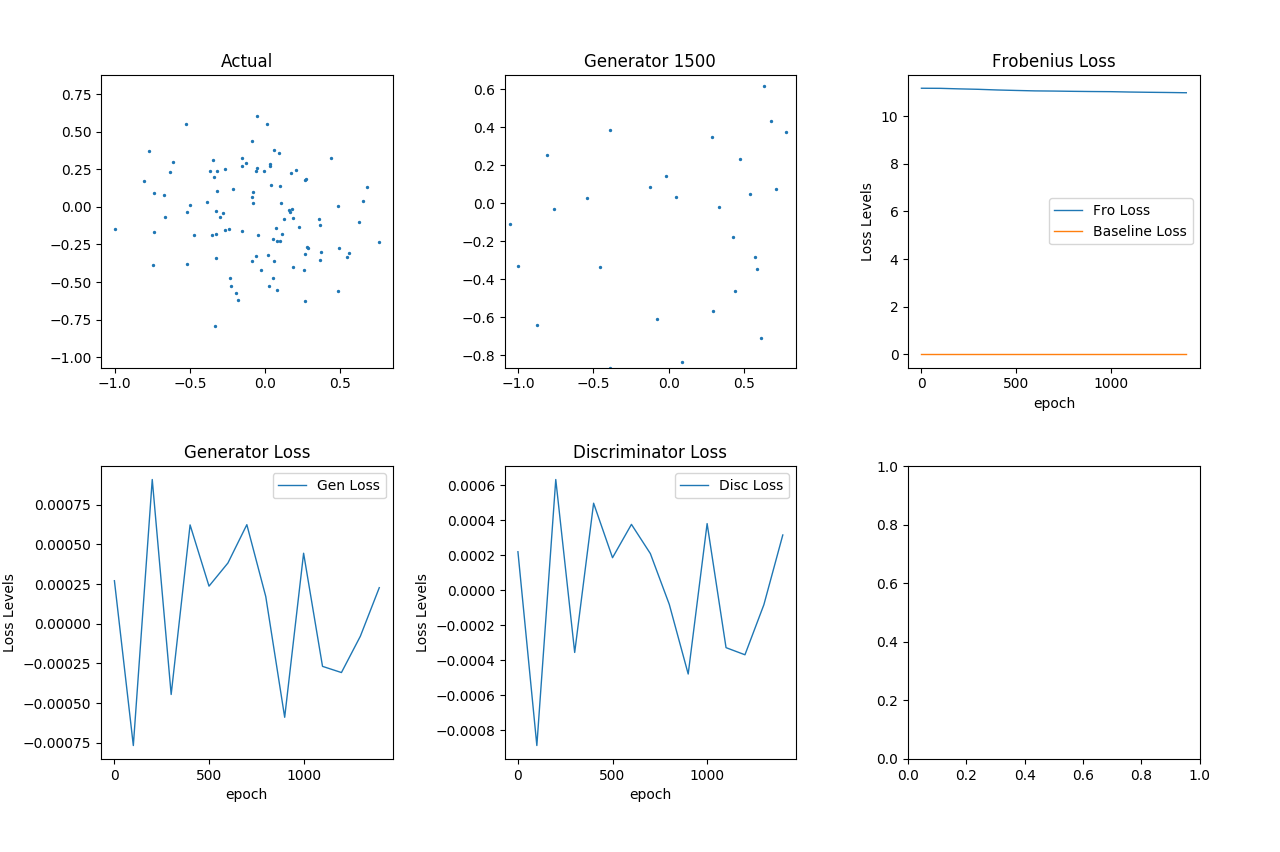 Actual
0.75
0.50
0.25
0.00
−0.25
−0.50
−0.75
−1.00
−1.0 −0.5 0.0 0.5
Generator 1500
0.6
0.4
0.2
0.0
−0.2
−0.4
−0.6
−0.8
−1.0 −0.5 0.0 0.5
Frobenius Loss
Loss Levels
10
8
6
4
2
0
Fro Loss
Baseline Loss
0 500 1000
epoch
Generator Loss
Loss Levels
0.00075
0.00050
0.00025
0.00000
−0.00025
−0.00050
−0.00075
Gen Loss
0 500 1000
epoch
Discriminator Loss
Loss Levels
0.0006
0.0004
0.0002
0.0000
−0.0002
−0.0004
−0.0006
−0.0008
Disc Loss
0 500 1000
epoch
1.0
0.8
0.6
0.4
0.2
0.0
0.0 0.2 0.4 0.6 0.8 1.0